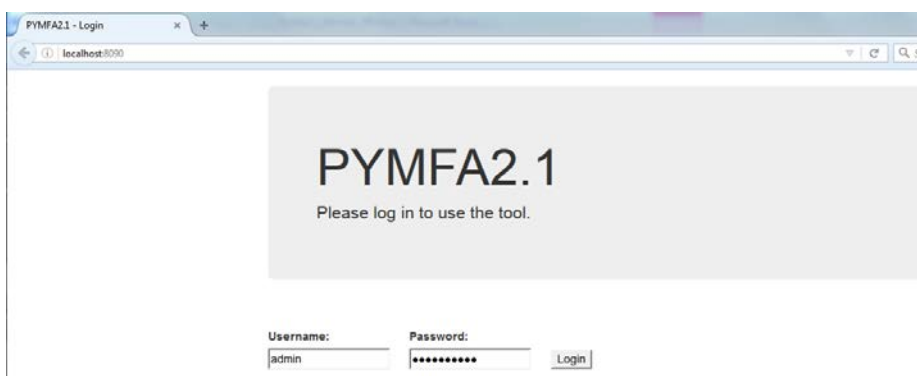 PYMFA2.1 - Login
localhost:8090
PYMFA2.1
Please log in to use the tool.
Username: Password:
admin •••••••••• Login